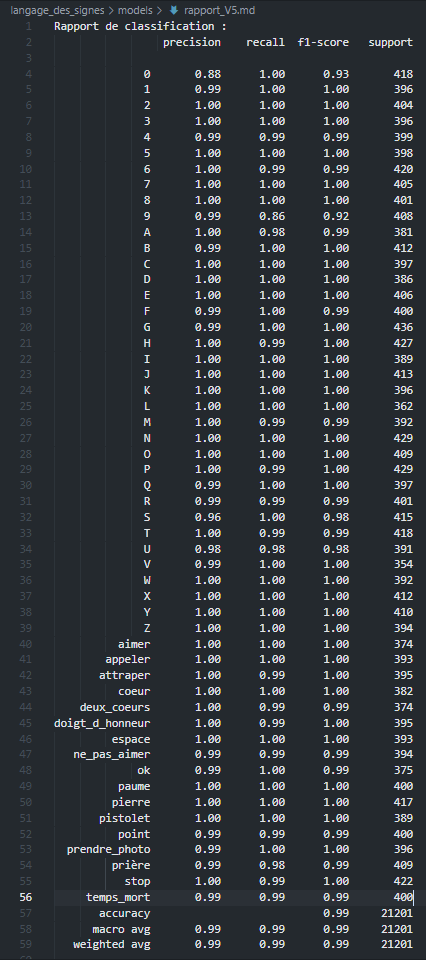 langage_des_signes > models > rapport_V5.md
1 Rapport de classification :
2 precision recall f1-score support
3
4 0 0.88 1.00 0.93 418
5 1 0.99 1.00 1.00 396
6 2 1.00 1.00 1.00 404
7 3 1.00 1.00 1.00 396
8 4 0.99 0.99 0.99 399
9 5 1.00 1.00 1.00 398
10 6 1.00 0.99 0.99 420
11 7 1.00 1.00 1.00 405
12 8 1.00 1.00 1.00 401
13 9 0.99 0.86 0.92 408
14 A 1.00 0.98 0.99 381
15 B 0.99 1.00 1.00 412
16 C 1.00 1.00 1.00 397
17 D 1.00 1.00 1.00 386
18 E 1.00 1.00 1.00 406
19 F 0.99 1.00 0.99 400
20 G 0.99 1.00 1.00 436
21 H 1.00 0.99 1.00 427
22 I 1.00 1.00 1.00 389
23 J 1.00 1.00 1.00 413
24 K 1.00 1.00 1.00 396
25 L 1.00 1.00 1.00 362
26 M 1.00 0.99 0.99 392
27 N 1.00 1.00 1.00 429
28 O 1.00 1.00 1.00 409
29 P 1.00 0.99 1.00 429
30 Q 0.99 1.00 1.00 397
31 R 0.99 0.99 0.99 401
32 S 0.96 1.00 0.98 415
33 T 1.00 0.99 0.99 418
34 U 0.98 0.98 0.98 391
35 V 0.99 1.00 0.99 354
36 W 1.00 1.00 1.00 392
37 X 1.00 1.00 1.00 412
38 Y 1.00 1.00 1.00 410
39 Z 1.00 1.00 1.00 394
40 aimer 1.00 1.00 1.00 374
41 appeler 1.00 1.00 1.00 393
42 attraper 1.00 0.99 1.00 395
43 coeur 1.00 1.00 1.00 382
44 deux_coeurs 1.00 0.99 0.99 374
45 doigt_d_honneur 1.00 0.99 1.00 395
46 espace 1.00 1.00 1.00 393
47 ne_pas_aimer 0.99 0.99 0.99 394
48 ok 0.99 1.00 0.99 375
49 paume 1.00 1.00 1.00 400
50 pierre 1.00 1.00 1.00 417
51 pistolet 1.00 1.00 1.00 389
52 point 0.99 0.99 0.99 400
53 prendre_photo 0.99 1.00 1.00 396
54 prière 0.99 0.98 0.99 409
55 stop 1.00 0.99 1.00 422
56 temps_mort 0.99 0.99 0.99 400
57 accuracy 0.99 21201
58 macro avg 0.99 0.99 0.99 21201
59 weighted avg 0.99 0.99 0.99 21201